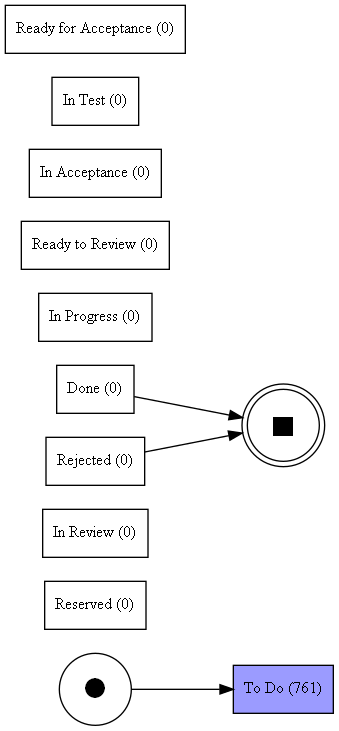 Ready for Acceptance (0)
In Test (0)
In Acceptance (0)
Ready to Review (0)
In Progress (0)
Done (0)
Rejected (0)
In Review (0)
Reserved (0)
To Do (761)